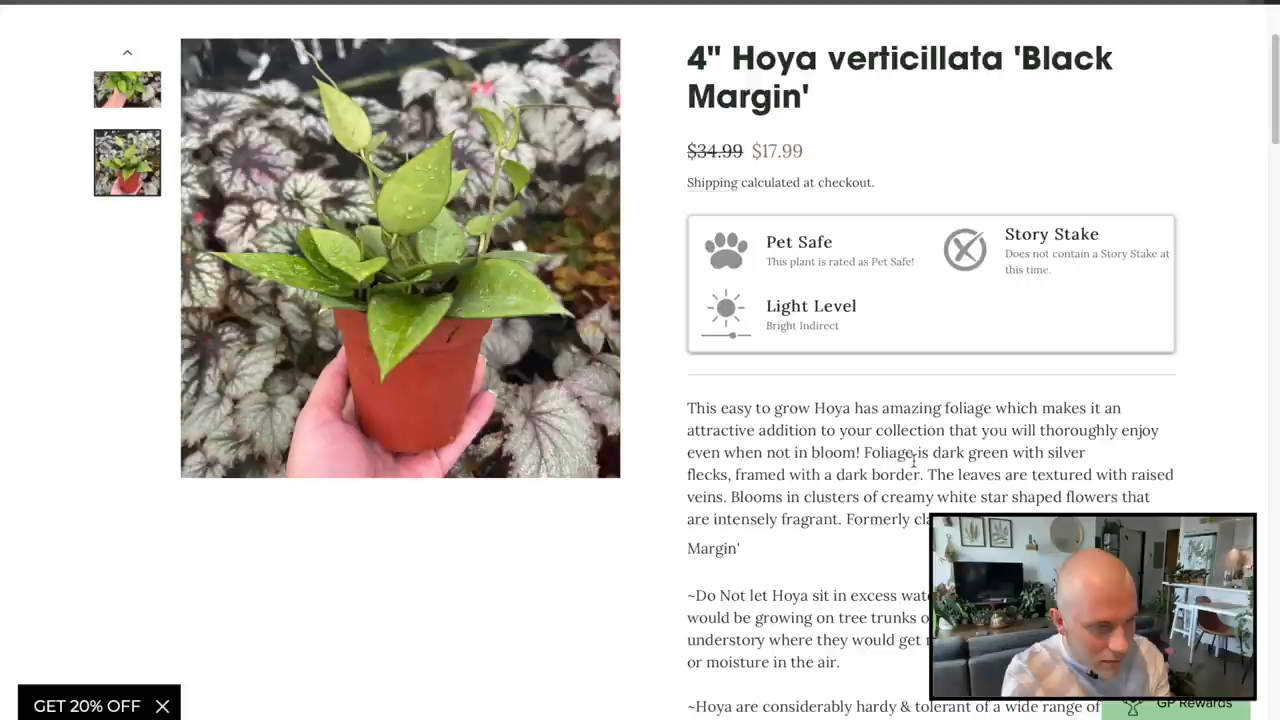 4" Hoya verticillata 'Black
Margin'
$34.99 $17.99
Shipping calculated at checkout.
Pet Safe
This plant is rated as Pet Safe!
Story Stake
Does not contain a Story Stake at
this time.
Light Level
Bright Indirect
This easy to grow Hoya has amazing foliage which makes it an
attractive addition to your collection that you will thoroughly enjoy
even when not in bloom! Foliage is dark green with silver
flecks, framed with a dark border. The leaves are textured with raised
veins. Blooms in clusters of creamy white star shaped flowers that
are intensely fragrant. Formerly
Margin'
~Do Not let Hoya sit in excess
would be growing on tree trunks
understory where they would get
or moisture in the air.
~Hoya are considerably hardy & tolerant of a wide range of
GET 20% OFF
GP Rewards